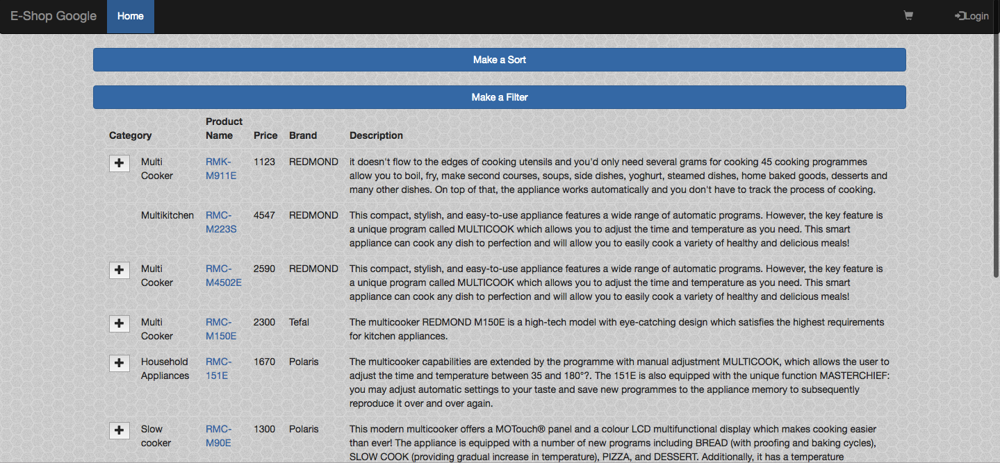 E-Shop Google Home Login
Make a Sort
Make a Filter
Category Product Name Price Brand Description
Multi Cooker RMK-M911E 1123 REDMOND it doesn't flow to the edges of cooking utensils and you'd only need several grams for cooking 45 cooking programmes
allow you to boil, fry, make second courses, soups, side dishes, yoghurt, steamed dishes, home baked goods, desserts and
many other dishes. On top of that, the appliance works automatically and you don't have to track the process of cooking.
Multikitchen RMC-M223S 4547 REDMOND This compact, stylish, and easy-to-use appliance features a wide range of automatic programs. However, the key feature is
a unique program called MULTICOOK which allows you to adjust the time and temperature as you need. This smart
appliance can cook any dish to perfection and will allow you to easily cook a variety of healthy and delicious meals!
Multi Cooker RMC-M4502E 2590 REDMOND This compact, stylish, and easy-to-use appliance features a wide range of automatic programs. However, the key feature is
a unique program called MULTICOOK which allows you to adjust the time and temperature as you need. This smart
appliance can cook any dish to perfection and will allow you to easily cook a variety of healthy and delicious meals!
Multi Cooker RMC-M150E 2300 Tefal The multicooker REDMOND M150E is a high-tech model with eye-catching design which satisfies the highest requirements
for kitchen appliances.
Household Appliances RMC-151E 1670 Polaris The multicooker capabilities are extended by the programme with manual adjustment MULTICOOK, which allows the user to
adjust the time and temperature between 35 and 180°?. The 151E is also equipped with the unique function MASTERCHIEF:
you may adjust automatic settings to your taste and save new programmes to the appliance memory to subsequently
reproduce it over and over again.
Slow cooker RMC-M90E 1300 Polaris This modern multicooker offers a MOTouch® panel and a colour LCD multifunctional display which makes cooking easier
than ever! The appliance is equipped with a number of new programs including BREAD (with proofing and baking cycles),
SLOW COOK (providing gradual increase in temperature), PIZZA, and DESSERT. Additionally, it has a temperature